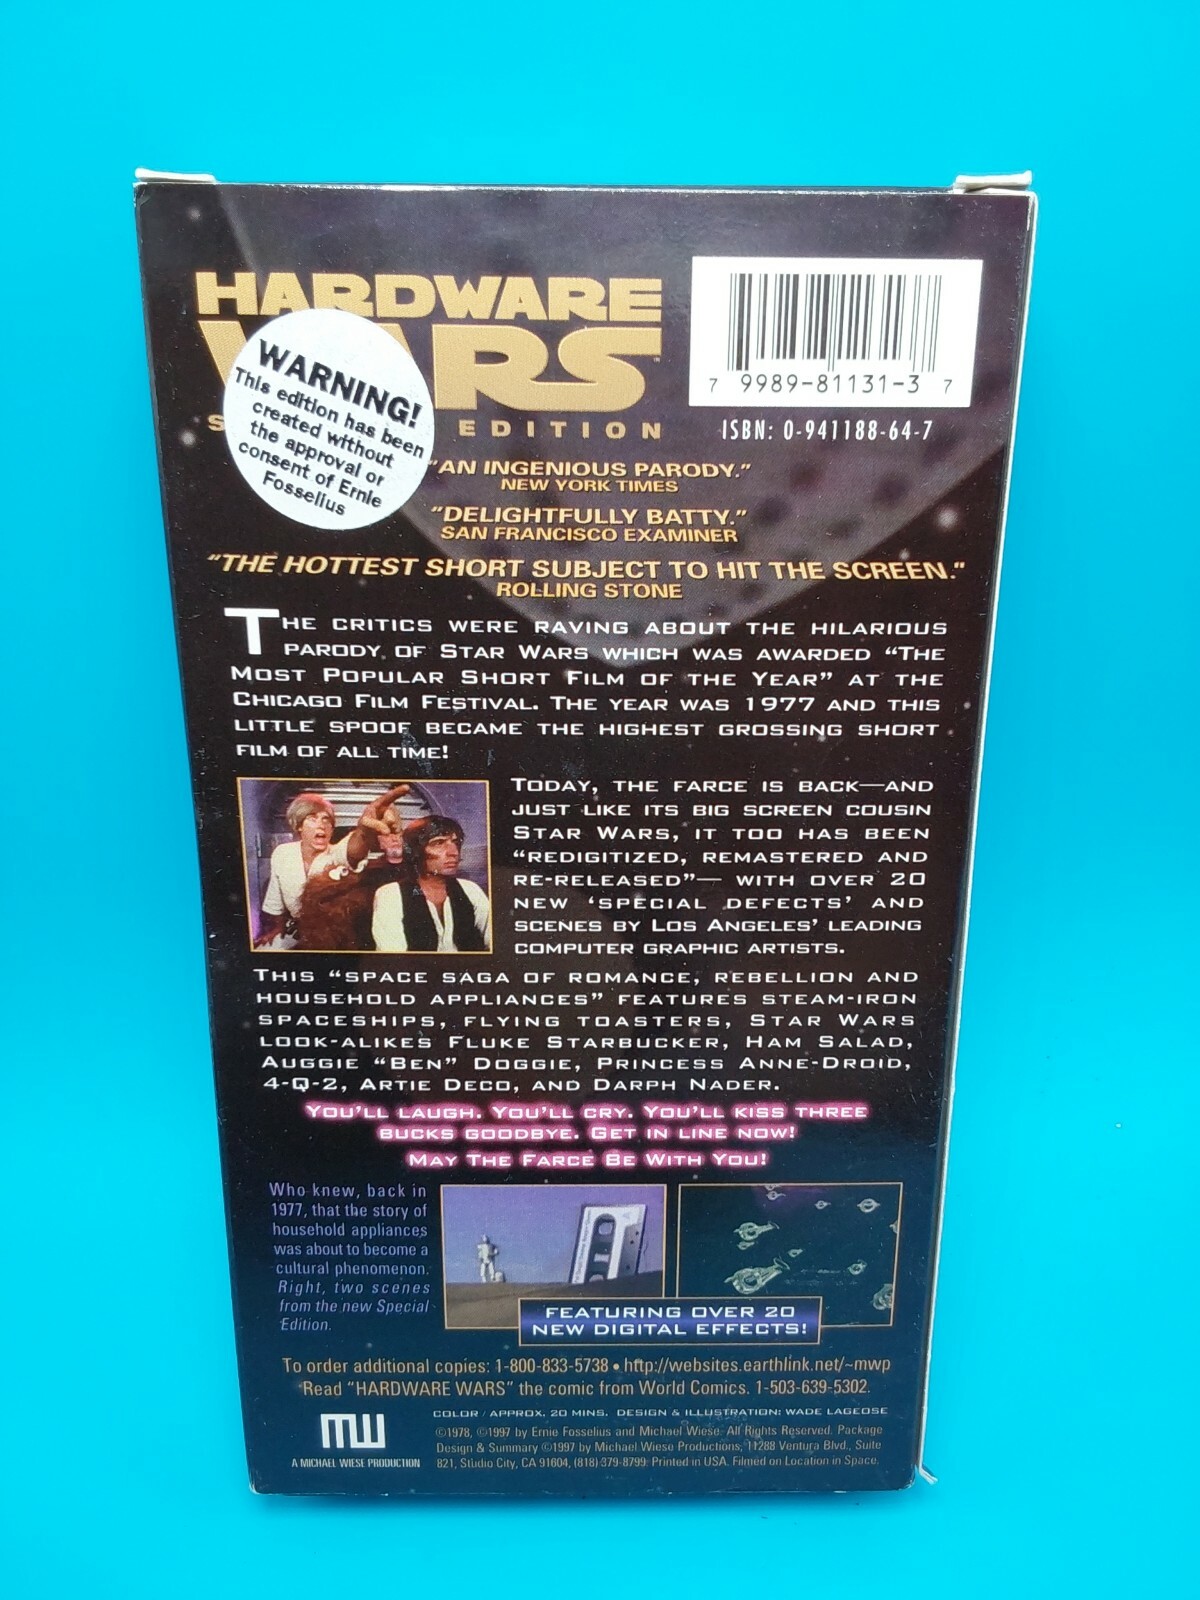 HARDWARE
WARS
EDITION
WARNING!
This edition has been
created without
the approval or
consent of Ernie
Fosselius
7 9989-81131-3 7
ISBN: 0-941188-64-7
"AN INGENIOUS PARODY."
NEW YORK TIMES
"DELIGHTFULLY BATTY."
SAN FRANCISCO EXAMINER
"THE HOTTEST SHORT SUBJECT TO HIT THE SCREEN."
ROLLING STONE
THE CRITICS WERE RAVING ABOUT THE HILARIOUS
PARODY OF STAR WARS WHICH WAS AWARDED "THE
MOST POPULAR SHORT FILM OF THE YEAR" AT THE
CHICAGO FILM FESTIVAL. THE YEAR WAS 1977 AND THIS
LITTLE SPOOF BECAME THE HIGHEST GROSSING SHORT
FILM OF ALL TIME!
TODAY, THE FARCE IS BACK—AND
JUST LIKE ITS BIG SCREEN COUSIN
STAR WARS, IT TOO HAS BEEN
"REDIGITIZED, REMASTERED AND
RE-RELEASED"— WITH OVER 20
NEW 'SPECIAL DEFECTS' AND
SCENES BY LOS ANGELES' LEADING
COMPUTER GRAPHIC ARTISTS.
THIS "SPACE SAGA OF ROMANCE, REBELLION AND
HOUSEHOLD APPLIANCES" FEATURES STEAM-IRON
SPACESHIPS, FLYING TOASTERS, STAR WARS
LOOK-ALIKES FLUKE STARBUCKER, HAM SALAD,
AUGGIE "BEN" DOGGIE, PRINCESS ANNE-DROID,
4-Q-2, ARTIE DECO, AND DARPH NADER.
YOU'LL LAUGH. YOU'LL CRY. YOU'LL KISS THREE
BUCKS GOODBYE. GET IN LINE NOW!
MAY THE FARCE BE WITH YOU!
Who knew, back in
1977, that the story of
household appliances
was about to become a
cultural phenomenon.
Right, two scenes
from the new Special
Edition.
FEATURING OVER 20
NEW DIGITAL EFFECTS!
To order additional copies: 1-800-833-5738 • http://websites.earthlink.net/~mwp
Read "HARDWARE WARS" the comic from World Comics. 1-503-639-5302.
MW
A MICHAEL WIESE PRODUCTION
COLOR / APPROX. 20 MINS. DESIGN & ILLUSTRATION: WADE LAGEOSE
©1978, ©1997 by Ernie Fosselius and Michael Wiese. All Rights Reserved. Package
Design & Summary ©1997 by Michael Wiese Productions, 11288 Ventura Blvd., Suite
821, Studio City, CA 91604, (818) 379-8799. Printed in USA. Filmed on Location in Space.